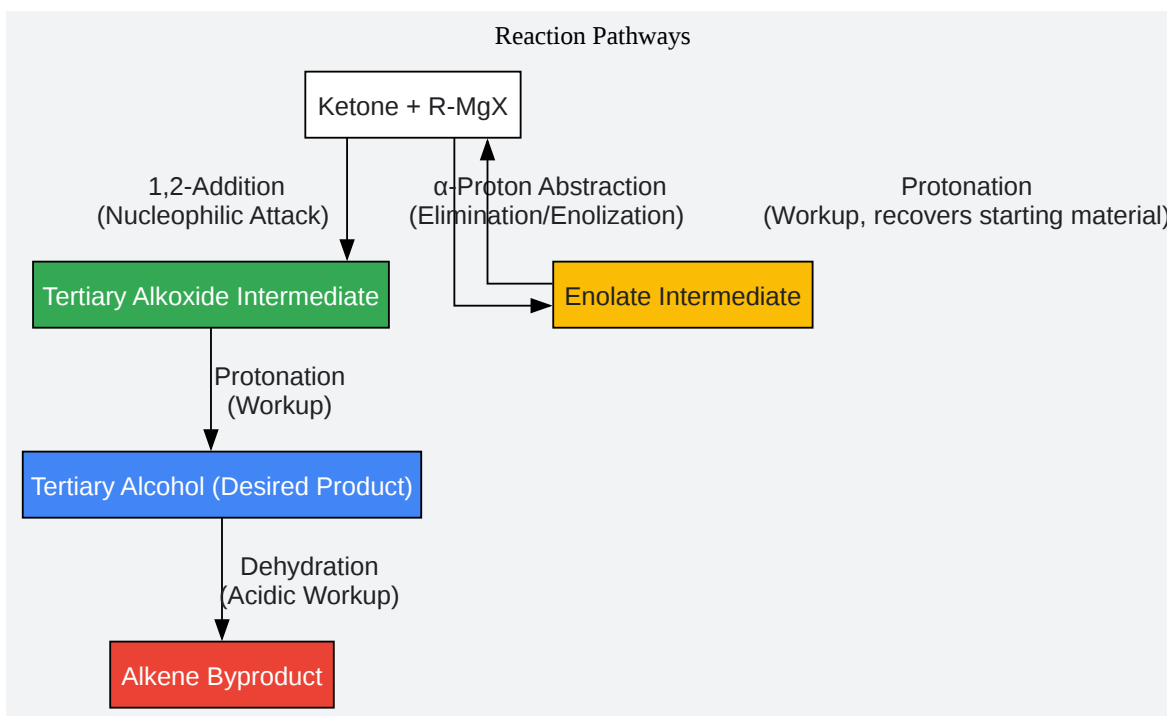 Reaction Pathways
Ketone + R-MgX
1,2-Addition
(Nucleophilic Attack)
α-Proton Abstraction
(Elimination/Enolization)
Protonation
(Workup, recovers starting material)
Tertiary Alkoxide Intermediate
Enolate Intermediate
Protonation
(Workup)
Tertiary Alcohol (Desired Product)
Dehydration
(Acidic Workup)
Alkene Byproduct